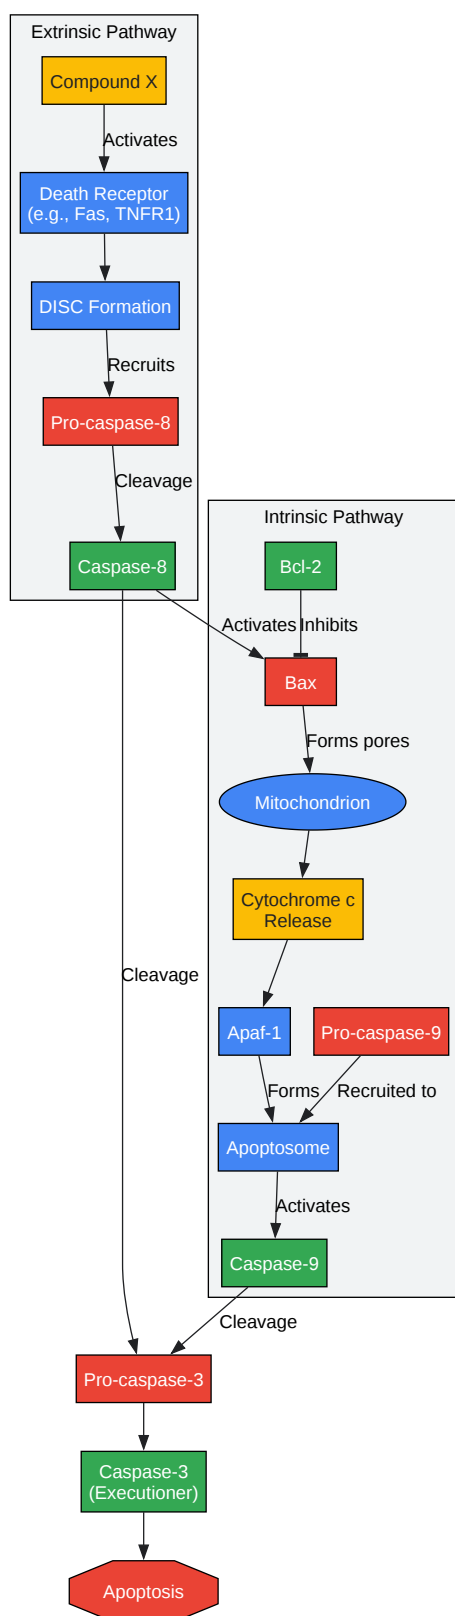 Extrinsic Pathway
Compound X
Activates
Death Receptor
(e.g., Fas, TNFR1)
DISC Formation
Recruits
Pro-caspase-8
Cleavage
Caspase-8
Intrinsic Pathway
Bcl-2
Activates
Inhibits
Bax
Forms pores
Mitochondrion
Cytochrome c
Release
Cleavage
Apaf-1
Pro-caspase-9
Forms
Recruited to
Apoptosome
Activates
Caspase-9
Cleavage
Pro-caspase-3
Caspase-3
(Executioner)
Apoptosis